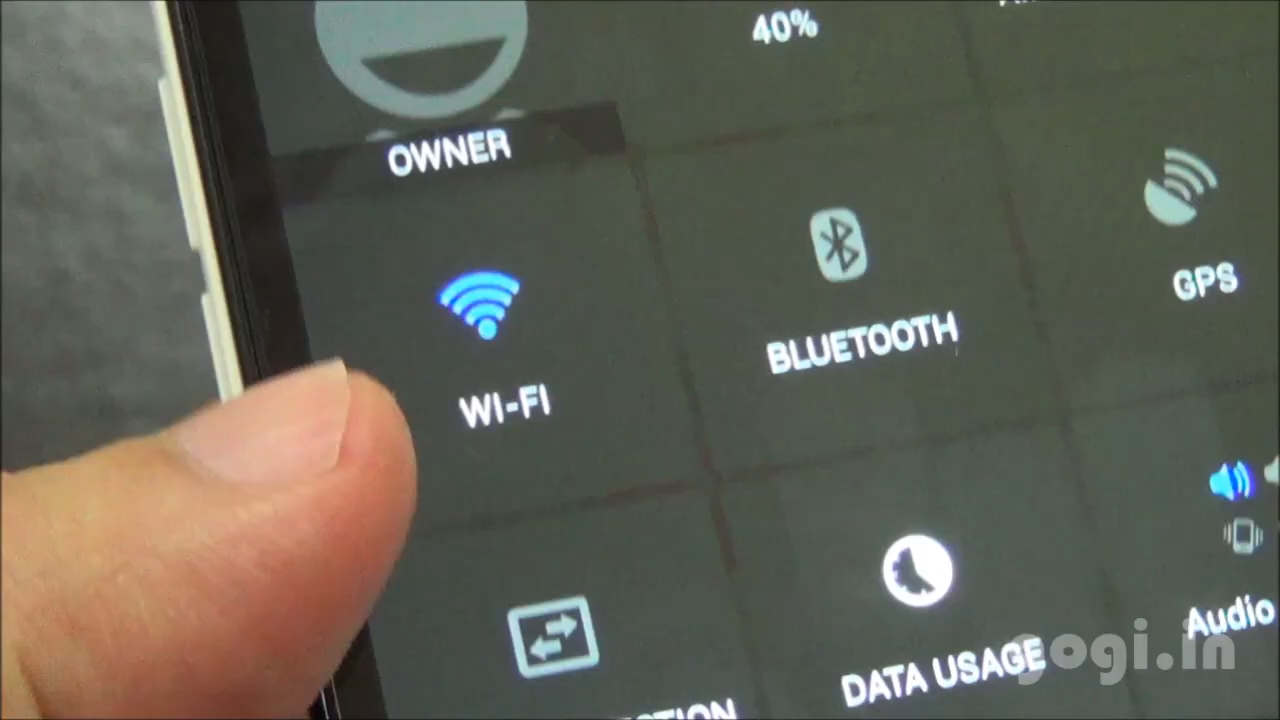 40%
OWNER
WI-FI
BLUETOOTH
GPS
DATA USAGE
Audio
gogi.in